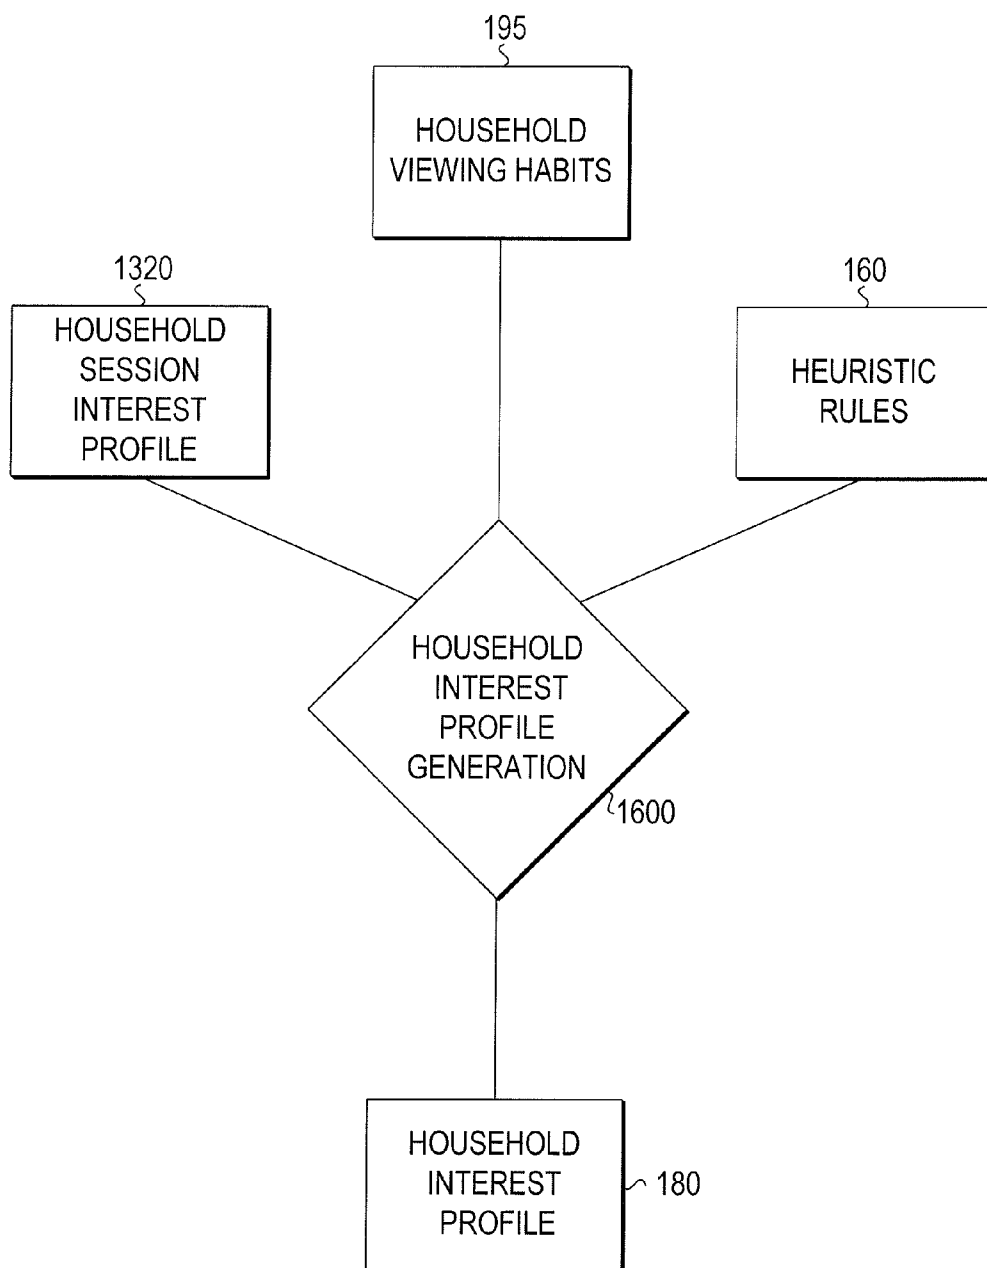 195
HOUSEHOLD
VIEWING HABITS
1320
HOUSEHOLD
SESSION
INTEREST
PROFILE
160
HEURISTIC
RULES
HOUSEHOLD
INTEREST
PROFILE
GENERATION
1600
HOUSEHOLD
INTEREST
PROFILE
180